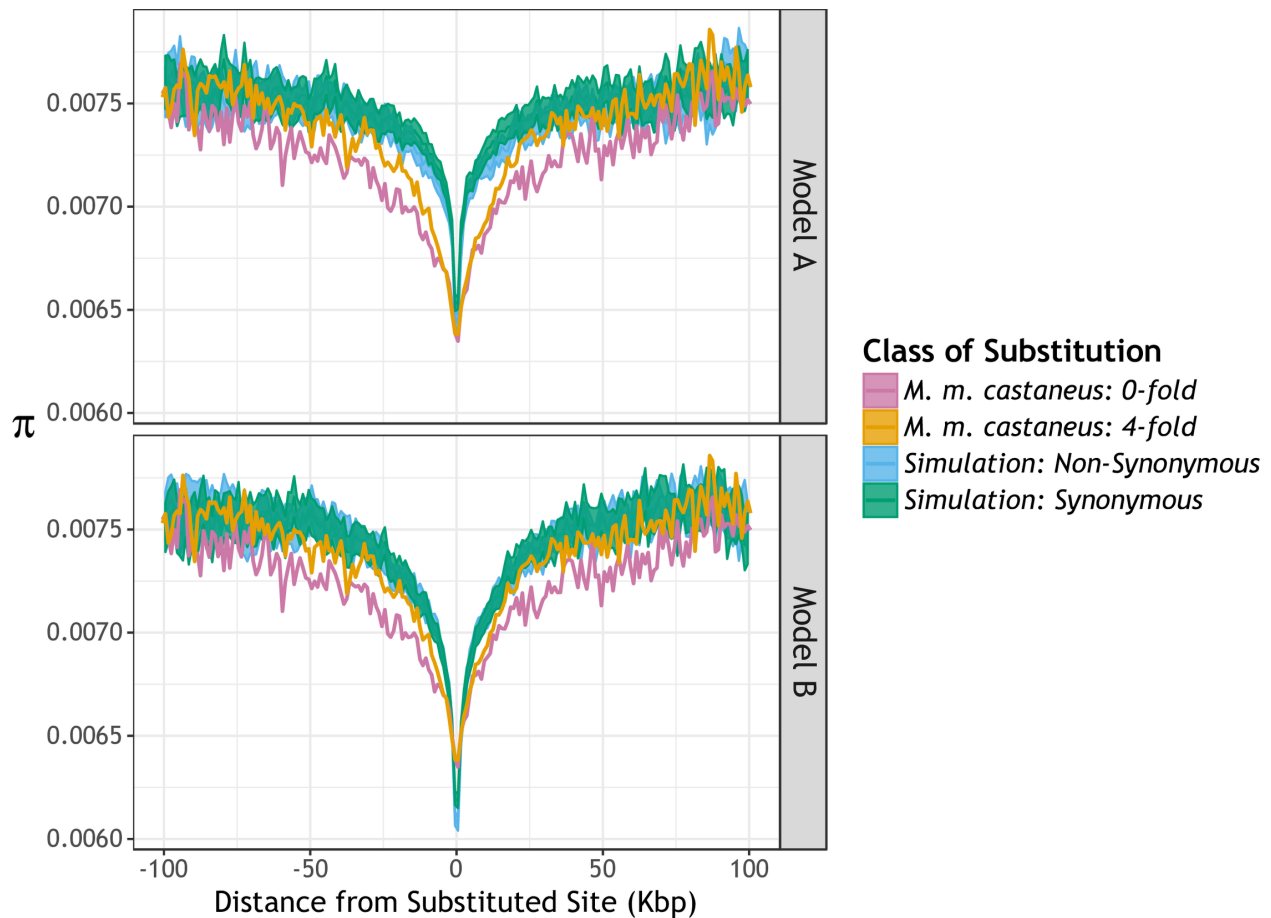 0.0075
0.0070
0.0065
0.0060
Model A
π
0.0075
0.0070
0.0065
0.0060
Model B
-100 -50 0 50 100
Distance from Substituted Site (Kbp)
Class of Substitution
M. m. castaneus: 0-fold
M. m. castaneus: 4-fold
Simulation: Non-Synonymous
Simulation: Synonymous